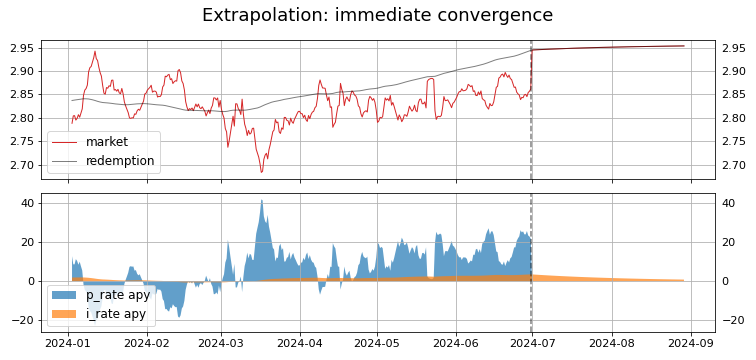 Extrapolation: immediate convergence
2.95 2.95
2.90 2.90
2.85 2.85
2.80 2.80
2.75 2.75
2.70 2.70
market
redemption
40 40
20 20
0 0
−20 −20
p_rate apy
i_rate apy
2024-01 2024-02 2024-03 2024-04 2024-05 2024-06 2024-07 2024-08 2024-09